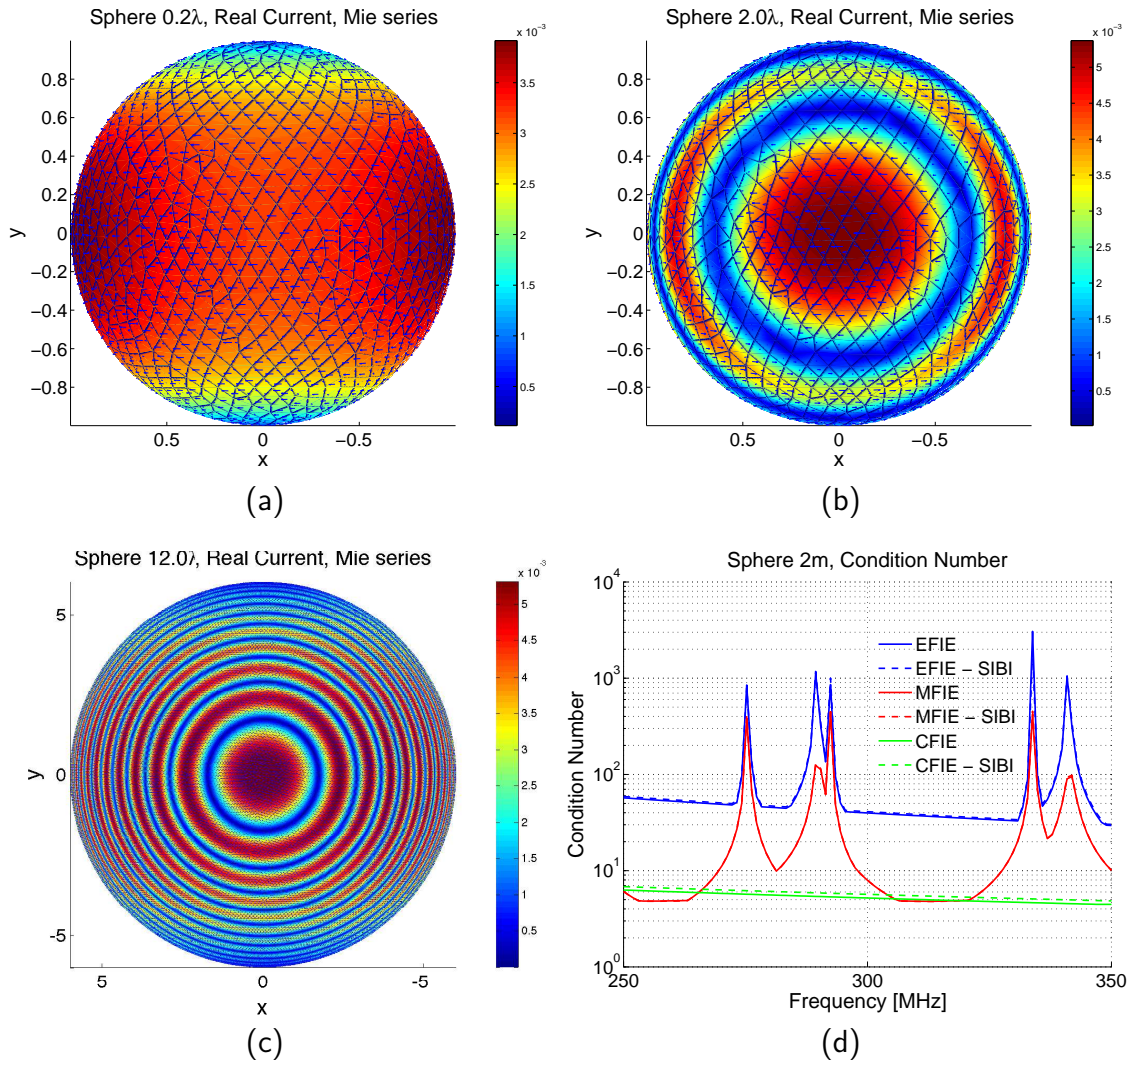 Sphere 0.2λ, Real Current, Mie series
x 10⁻³
0.8
0.6
0.4
0.2
0
−0.2
−0.4
−0.6
−0.8
y
0.5 0 −0.5
x
3.5
3
2.5
2
1.5
1
0.5
(a)
Sphere 2.0λ, Real Current, Mie series
x 10⁻³
0.8
0.6
0.4
0.2
0
−0.2
−0.4
−0.6
−0.8
y
0.5 0 −0.5
x
5
4.5
4
3.5
3
2.5
2
1.5
1
0.5
(b)
Sphere 12.0λ, Real Current, Mie series
x 10⁻³
5
0
-5
y
5 0 -5
x
5
4.5
4
3.5
3
2.5
2
1.5
1
0.5
(c)
Sphere 2m, Condition Number
10⁴
10³
10²
10¹
10⁰
Condition Number
EFIE
EFIE − SIBI
MFIE
MFIE − SIBI
CFIE
CFIE − SIBI
250 300 350
Frequency [MHz]
(d)